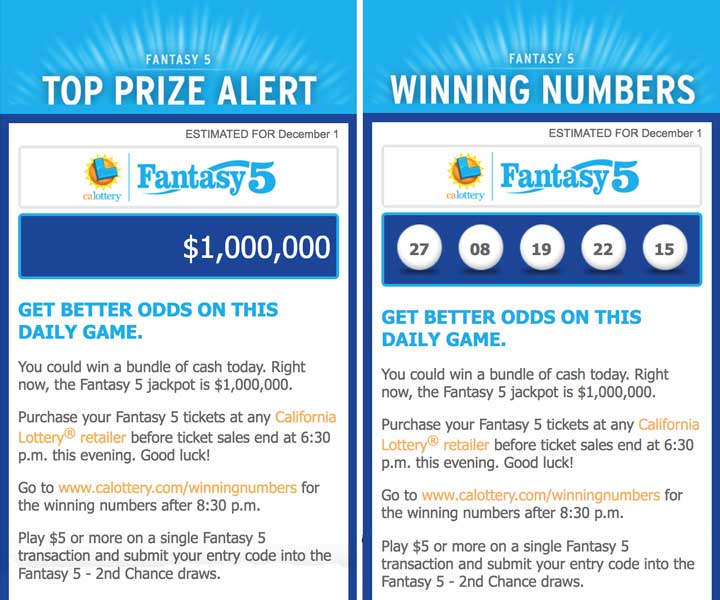 FANTASY 5
TOP PRIZE ALERT
ESTIMATED FOR December 1
calottery
Fantasy 5
$1,000,000
GET BETTER ODDS ON THIS
DAILY GAME.
You could win a bundle of cash today. Right
now, the Fantasy 5 jackpot is $1,000,000.
Purchase your Fantasy 5 tickets at any California
Lottery® retailer before ticket sales end at 6:30
p.m. this evening. Good luck!
Go to www.calottery.com/winningnumbers for
the winning numbers after 8:30 p.m.
Play $5 or more on a single Fantasy 5
transaction and submit your entry code into the
Fantasy 5 - 2nd Chance draws.
FANTASY 5
WINNING NUMBERS
ESTIMATED FOR December 1
calottery
Fantasy 5
27 08 19 22 15
GET BETTER ODDS ON THIS
DAILY GAME.
You could win a bundle of cash today. Right
now, the Fantasy 5 jackpot is $1,000,000.
Purchase your Fantasy 5 tickets at any California
Lottery® retailer before ticket sales end at 6:30
p.m. this evening. Good luck!
Go to www.calottery.com/winningnumbers for
the winning numbers after 8:30 p.m.
Play $5 or more on a single Fantasy 5
transaction and submit your entry code into the
Fantasy 5 - 2nd Chance draws.